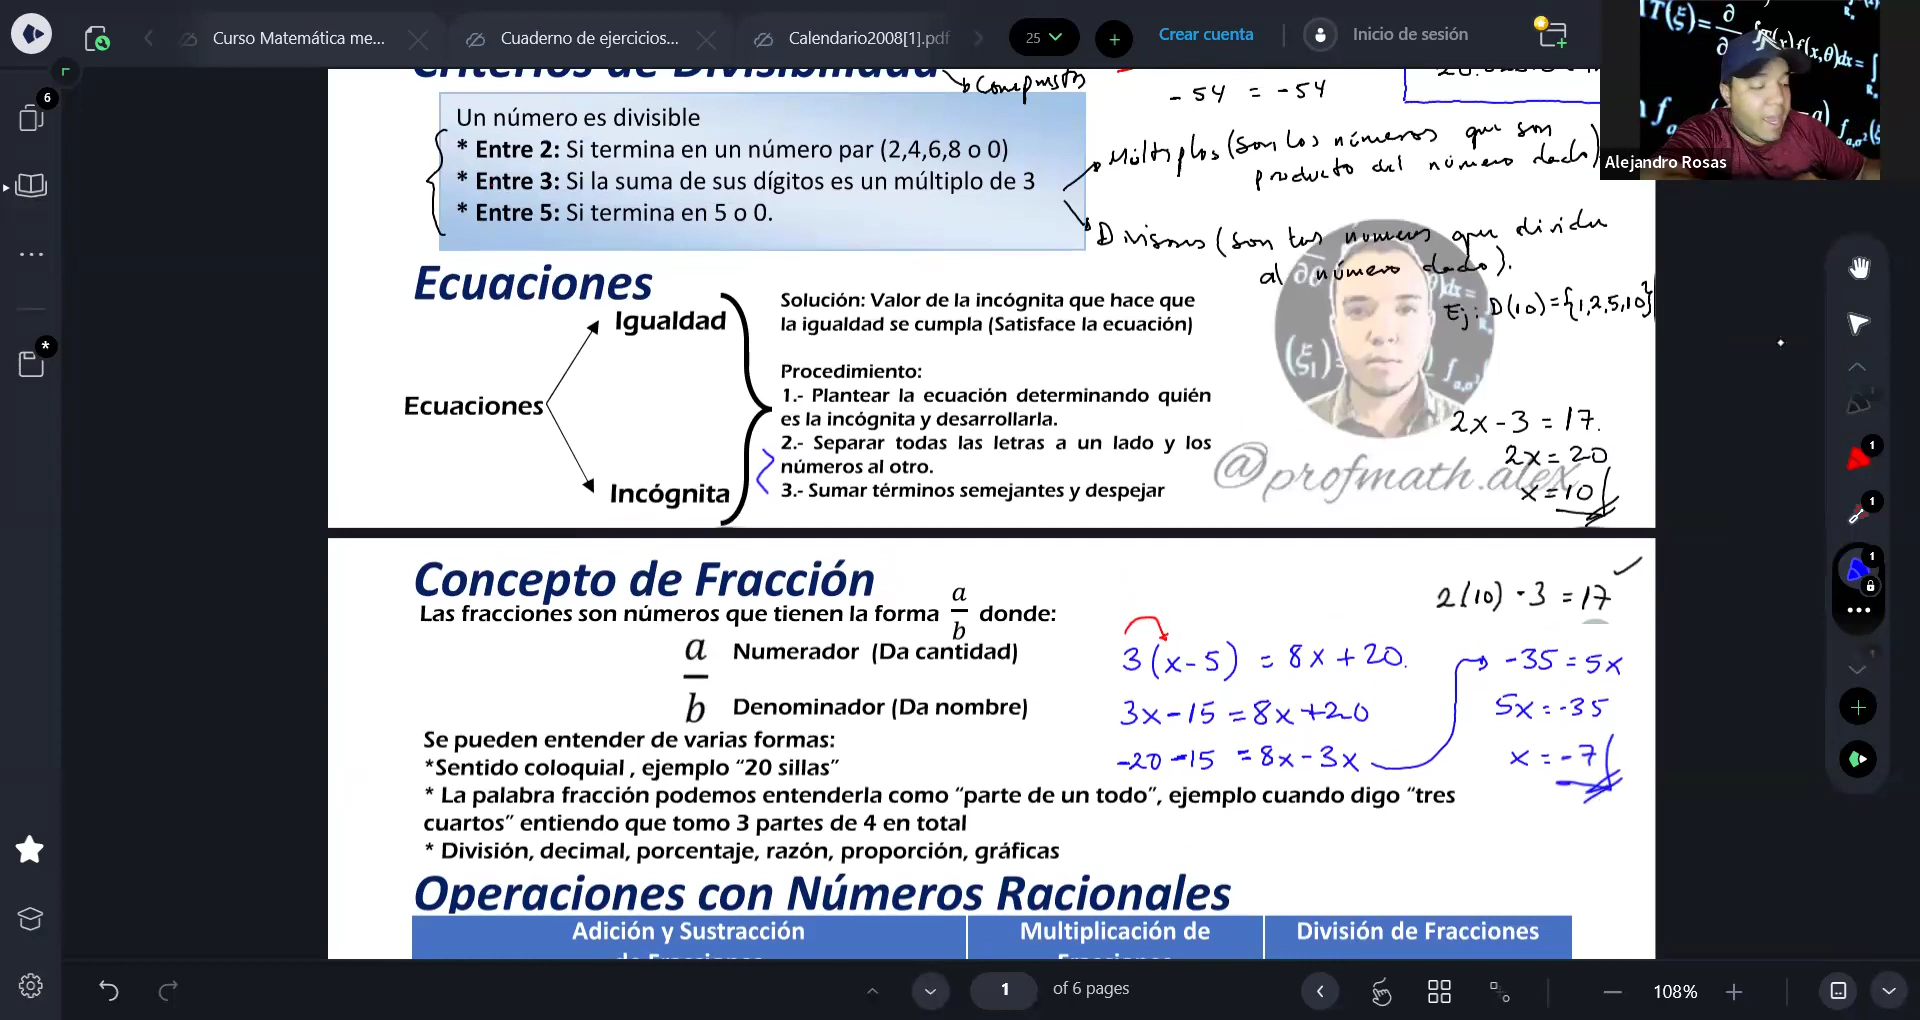 Curso Matemática me...
Cuaderno de ejercicios...
Calendario2008[1].pdf
25
Crear cuenta
Inicio de sesión
Alejandro Rosas
6
Criterios de Divisibilidad
-54 = -54
Un número es divisible
* Entre 2: Si termina en un número par (2,4,6,8 o 0)
* Entre 3: Si la suma de sus dígitos es un múltiplo de 3
* Entre 5: Si termina en 5 o 0.
Múltiplos (son los números que son
producto del número dado)
Divisores (son los números que dividen
al número dado).
Ej: D(10)={1,2,5,10}
Ecuaciones
Igualdad
Ecuaciones
Incógnita
Solución: Valor de la incógnita que hace que
la igualdad se cumpla (Satisface la ecuación)
Procedimiento:
1.- Plantear la ecuación determinando quién
es la incógnita y desarrollarla.
2.- Separar todas las letras a un lado y los
números al otro.
3.- Sumar términos semejantes y despejar
2x-3 = 17.
2x = 20
x = 10
@profmath.alex
Concepto de Fracción
Las fracciones son números que tienen la forma a/b donde:
a Numerador (Da cantidad)
b Denominador (Da nombre)
Se pueden entender de varias formas:
*Sentido coloquial , ejemplo “20 sillas”
* La palabra fracción podemos entenderla como “parte de un todo”, ejemplo cuando digo “tres
cuartos” entiendo que tomo 3 partes de 4 en total
* División, decimal, porcentaje, razón, proporción, gráficas
2(10) - 3 = 17
3(x-5) = 8x+20.
3x-15 = 8x+20
-20-15 = 8x-3x
-35 = 5x
5x = -35
x = -7
Operaciones con Números Racionales
Adición y Sustracción
de Fracciones
Multiplicación de
Fracciones
División de Fracciones
1
1
1
1 of 6 pages
108%